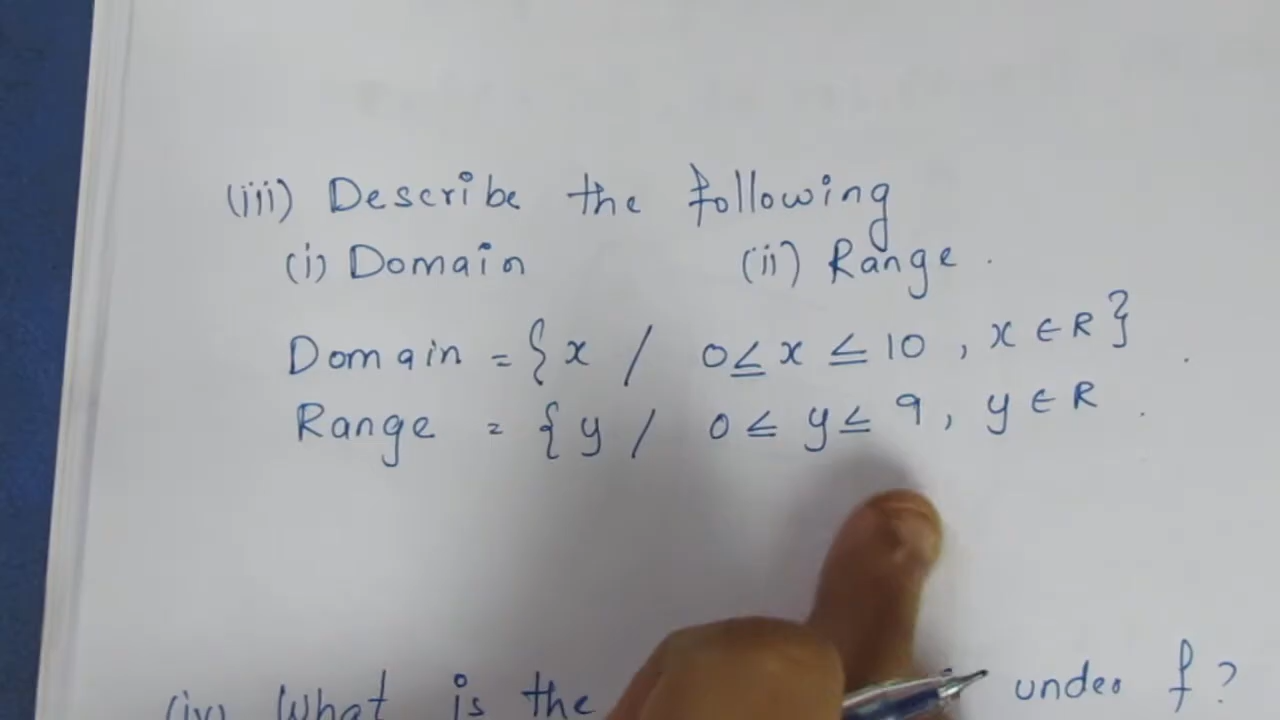 (iii) Describe the following
(i) Domain (ii) Range .
Domain = {x / 0 ≤ x ≤ 10 , x ∈ R} .
Range = {y / 0 ≤ y ≤ 9, y ∈ R .
(iv) What is the under f ?